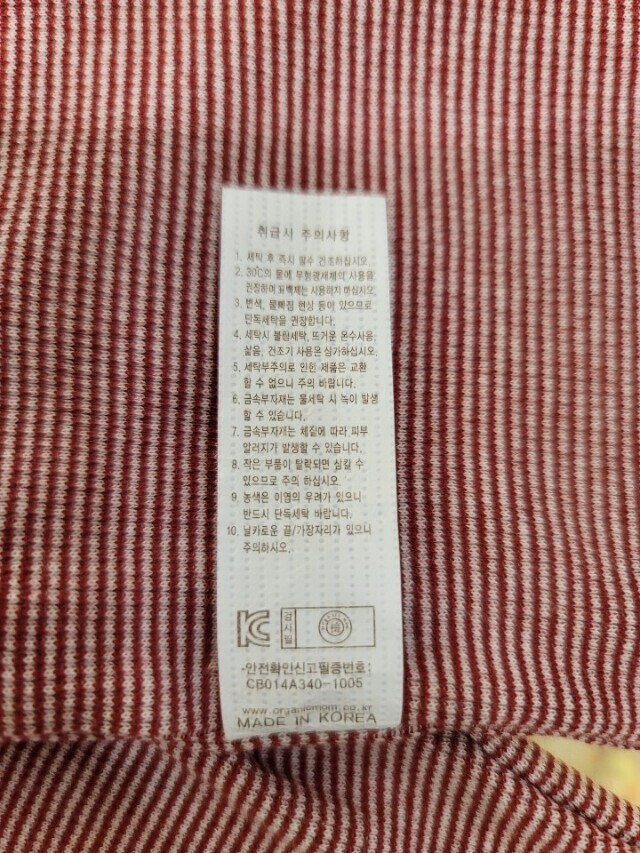 취급시 주의사항
1. 세탁 후 즉시 탈수 건조하십시오.
2. 30℃의 물에 무형광세제의 사용을
권장하며 표백제는 사용하지 마십시오.
3. 변색, 물빠짐 현상 등이 있으므로
단독세탁을 권장합니다.
4. 세탁시 불림세탁, 뜨거운 온수사용,
삶음, 건조기 사용은 삼가하십시오.
5. 세탁부주의로 인한 제품은 교환
할 수 없으니 주의 바랍니다.
6. 금속부자재는 물세탁 시 녹이 발생
할 수 있습니다.
7. 금속부자재는 체질에 따라 피부
알러지가 발생할 수 있습니다.
8. 작은 부품이 탈락되면 삼킬 수
있으므로 주의 하십시오.
9. 농색은 이염의 우려가 있으니
반드시 단독세탁 바랍니다.
10. 날카로운 끝/가장자리가 있으니
주의하시오.
KC 검사필 檢
·안전확인신고필증번호:
CB014A340-1005
www.organicmom.co.kr
MADE IN KOREA